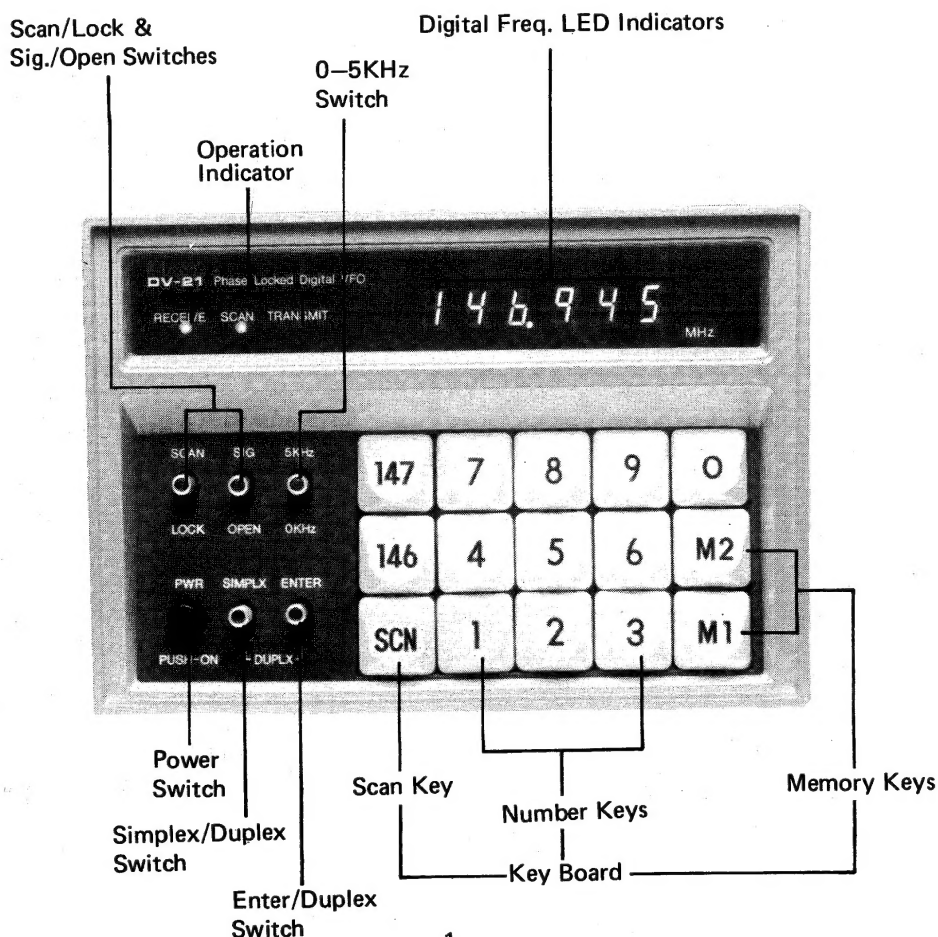 Scan/Lock &
Sig./Open Switches
Digital Freq. LED Indicators
0–5KHz
Switch
Operation
Indicator
DV-21 Phase Locked Digital VFO
RECEIVE SCAN TRANSMIT
146.945
MHz
SCAN SIG 5KHz
LOCK OPEN 0KHz
PWR SIMPLX ENTER
PUSH-ON - DUPLX -
147 7 8 9 0
146 4 5 6 M2
SCN 1 2 3 M1
Power
Switch
Simplex/Duplex
Switch
Enter/Duplex
Switch
Scan Key
Number Keys
Memory Keys
Key Board